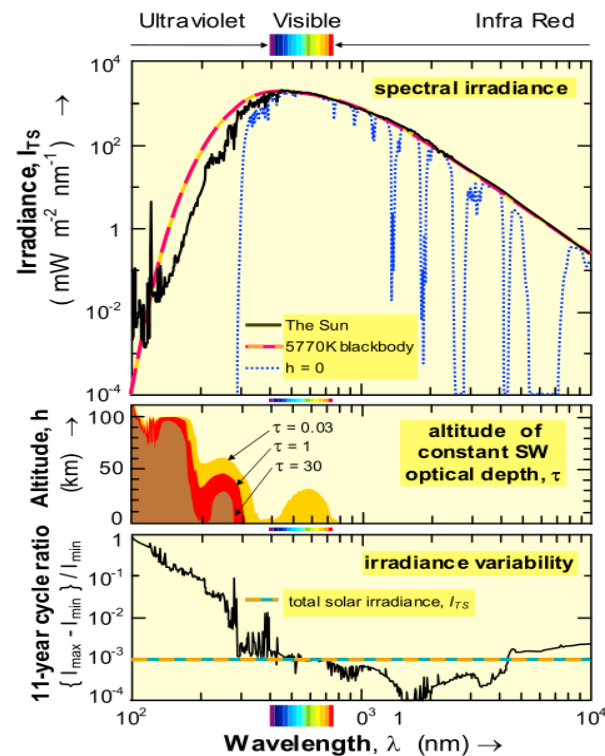 Ultraviolet Visible Infra Red
10⁴
10²
1
10⁻²
10⁻⁴
Irradiance, I_TS →
( mW m⁻² nm⁻¹ )
spectral irradiance
The Sun
5770K blackbody
h = 0
100
50
0
Altitude, h →
(km)
τ = 0.03
τ = 1
τ = 30
altitude of
constant SW
optical depth, τ
1
10⁻¹
10⁻²
10⁻³
10⁻⁴
11-year cycle ratio
{ I_max - I_min } / I_min
irradiance variability
total solar irradiance, I_TS
10² 10³ 1 10⁴
Wavelength, λ (nm) →